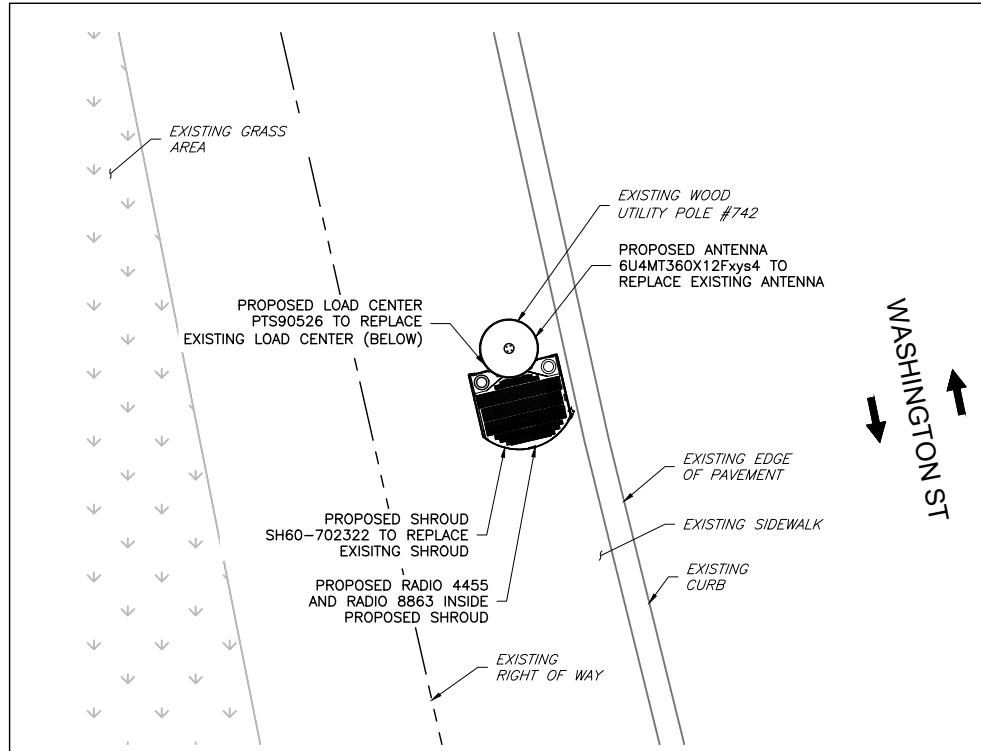 EXISTING GRASS
AREA
EXISTING WOOD
UTILITY POLE #742
PROPOSED ANTENNA
6U4MT360X12Fxys4 TO
REPLACE EXISTING ANTENNA
PROPOSED LOAD CENTER
PTS90526 TO REPLACE
EXISTING LOAD CENTER (BELOW)
WASHINGTON ST
EXISTING EDGE
OF PAVEMENT
PROPOSED SHROUD
SH60-702322 TO REPLACE
EXISITNG SHROUD
EXISTING SIDEWALK
EXISTING
CURB
PROPOSED RADIO 4455
AND RADIO 8863 INSIDE
PROPOSED SHROUD
EXISTING
RIGHT OF WAY